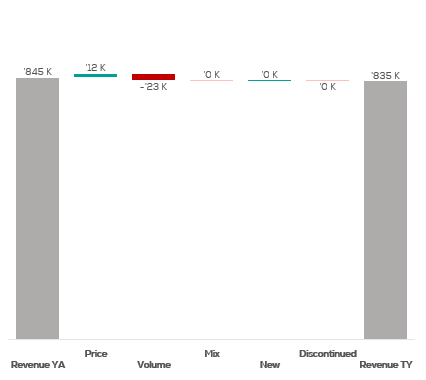 '845 K
'12 K
-'23 K
'0 K
'0 K
'0 K
'835 K
Revenue YA
Price
Volume
Mix
New
Discontinued
Revenue TY